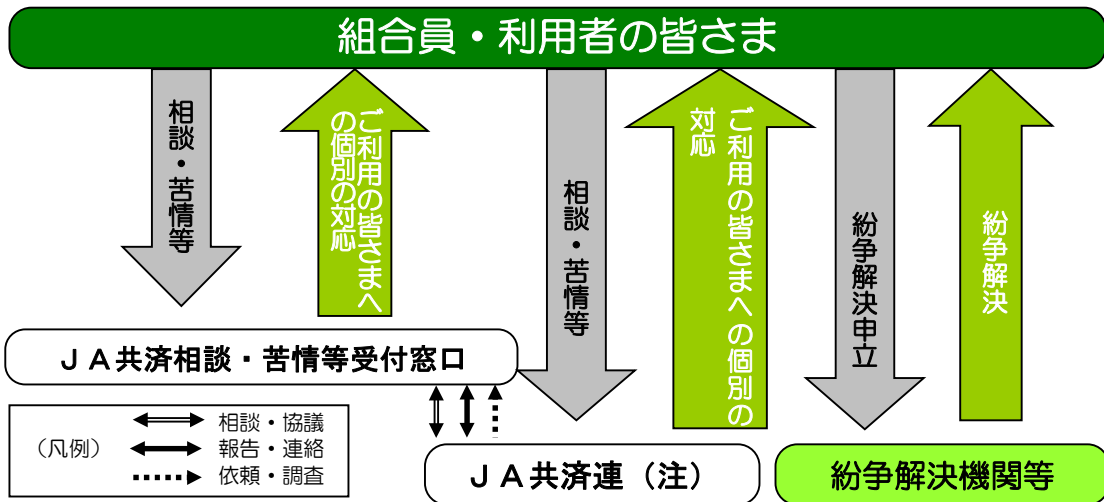 組合員・利用者の皆さま
相談・苦情等
ご利用の皆さまへ
の個別の対応
相談・苦情等
ご利用の皆さまへの個別の
対応
紛争解決申立
紛争解決
ＪＡ共済相談・苦情等受付窓口
（凡例）
相談・協議
報告・連絡
依頼・調査
ＪＡ共済連（注）
紛争解決機関等